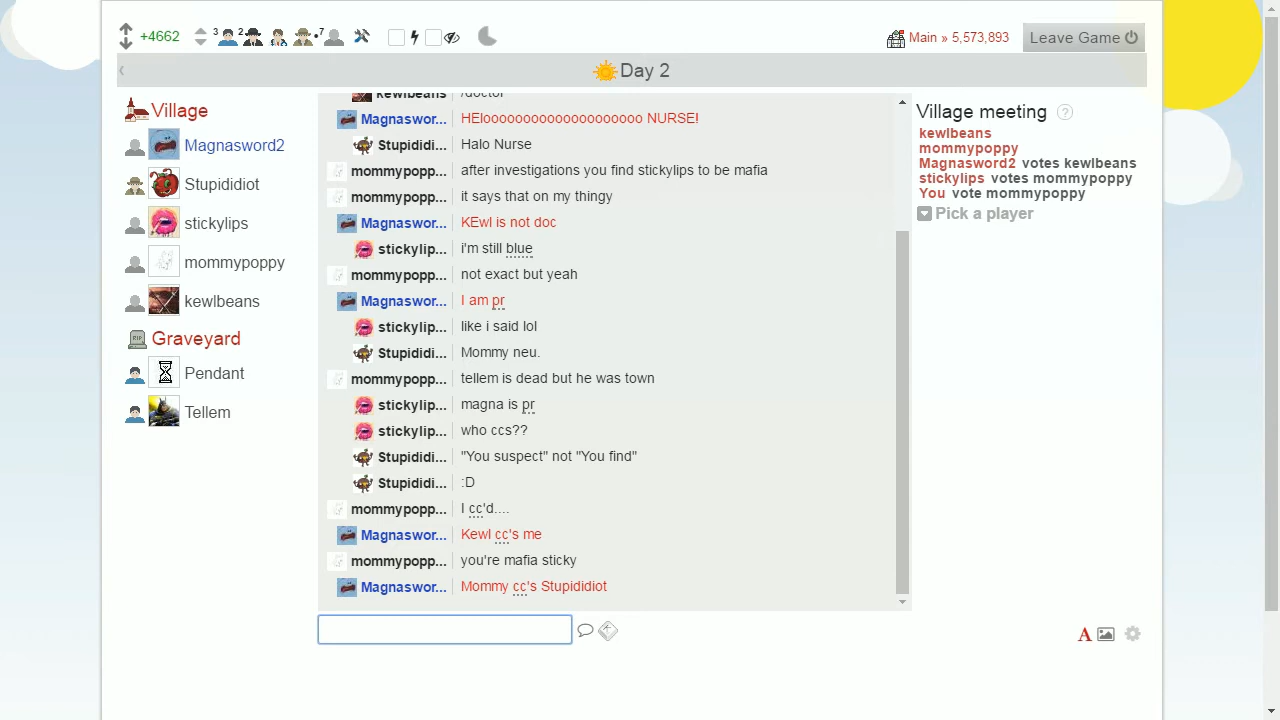 +4662
3 2 • 7
Main » 5,573,893
Leave Game
Day 2
Village
Magnasword2
Stupididiot
stickylips
mommypoppy
kewlbeans
Graveyard
RIP
Pendant
Tellem
kewlbeans /doctor
Magnaswor... HEloooooooooooooooooooo NURSE!
Stupididi... Halo Nurse
mommypopp... after investigations you find stickylips to be mafia
mommypopp... it says that on my thingy
Magnaswor... KEwl is not doc
stickylip... i'm still blue
mommypopp... not exact but yeah
Magnaswor... I am pr
stickylip... like i said lol
Stupididi... Mommy neu.
mommypopp... tellem is dead but he was town
stickylip... magna is pr
stickylip... who ccs??
Stupididi... "You suspect" not "You find"
Stupididi... :D
mommypopp... I cc'd....
Magnaswor... Kewl cc's me
mommypopp... you're mafia sticky
Magnaswor... Mommy cc's Stupididiot
Village meeting ?
kewlbeans
mommypoppy
Magnasword2 votes kewlbeans
stickylips votes mommypoppy
You vote mommypoppy
Pick a player
A